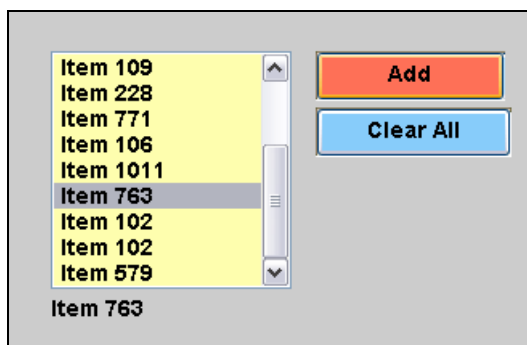 Item 109
Item 228
Item 771
Item 106
Item 1011
Item 763
Item 102
Item 102
Item 579
Item 763
Add
Clear All